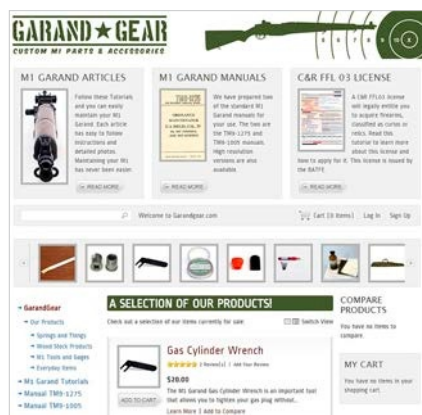 GARAND★GEAR
CUSTOM M1 PARTS & ACCESSORIES
5 6 7 8 9 10 X
M1 GARAND ARTICLES
Follow these Tutorials
and you can easily
maintain your M1
Garand. Each article
has easy to follow
instructions and
detailed photos.
Maintaining your M1
has never been easier.
READ MORE
M1 GARAND MANUALS
We have prepared two
of the standard M1
Garand manuals for
your use. The two are
the TM9-1275 and
TM9-1005 manuals.
High resolution
versions are also
available.
READ MORE
C&R FFL 03 LICENSE
A C&R FFL03 license
will legally entitle you
to acquire firearms,
classified as curios or
relics. Read this
tutorial to learn more
about this license and
how to apply for it. This license is issued by
the BATFE
READ MORE
Welcome to Garandgear.com
Cart [0 items] Log In Sign Up
GarandGear
Our Products
Springs and Things
Wood Stock Products
M1 Tools and Gages
Everyday Items
M1 Garand Tutorials
Manual TM9-1275
Manual TM9-1005
A SELECTION OF OUR PRODUCTS!
Check out a selection of our items currently for sale:
Switch View
Gas Cylinder Wrench
2 Review(s) | Add Your Review
$20.00
The M1 Garand Gas Cylinder Wrench is an important tool
that allows you to tighten your gas plug without..
Learn More | Add to Compare
ADD TO CART
COMPARE
PRODUCTS
You have no items to
compare.
MY CART
You have no items in your
shopping cart.